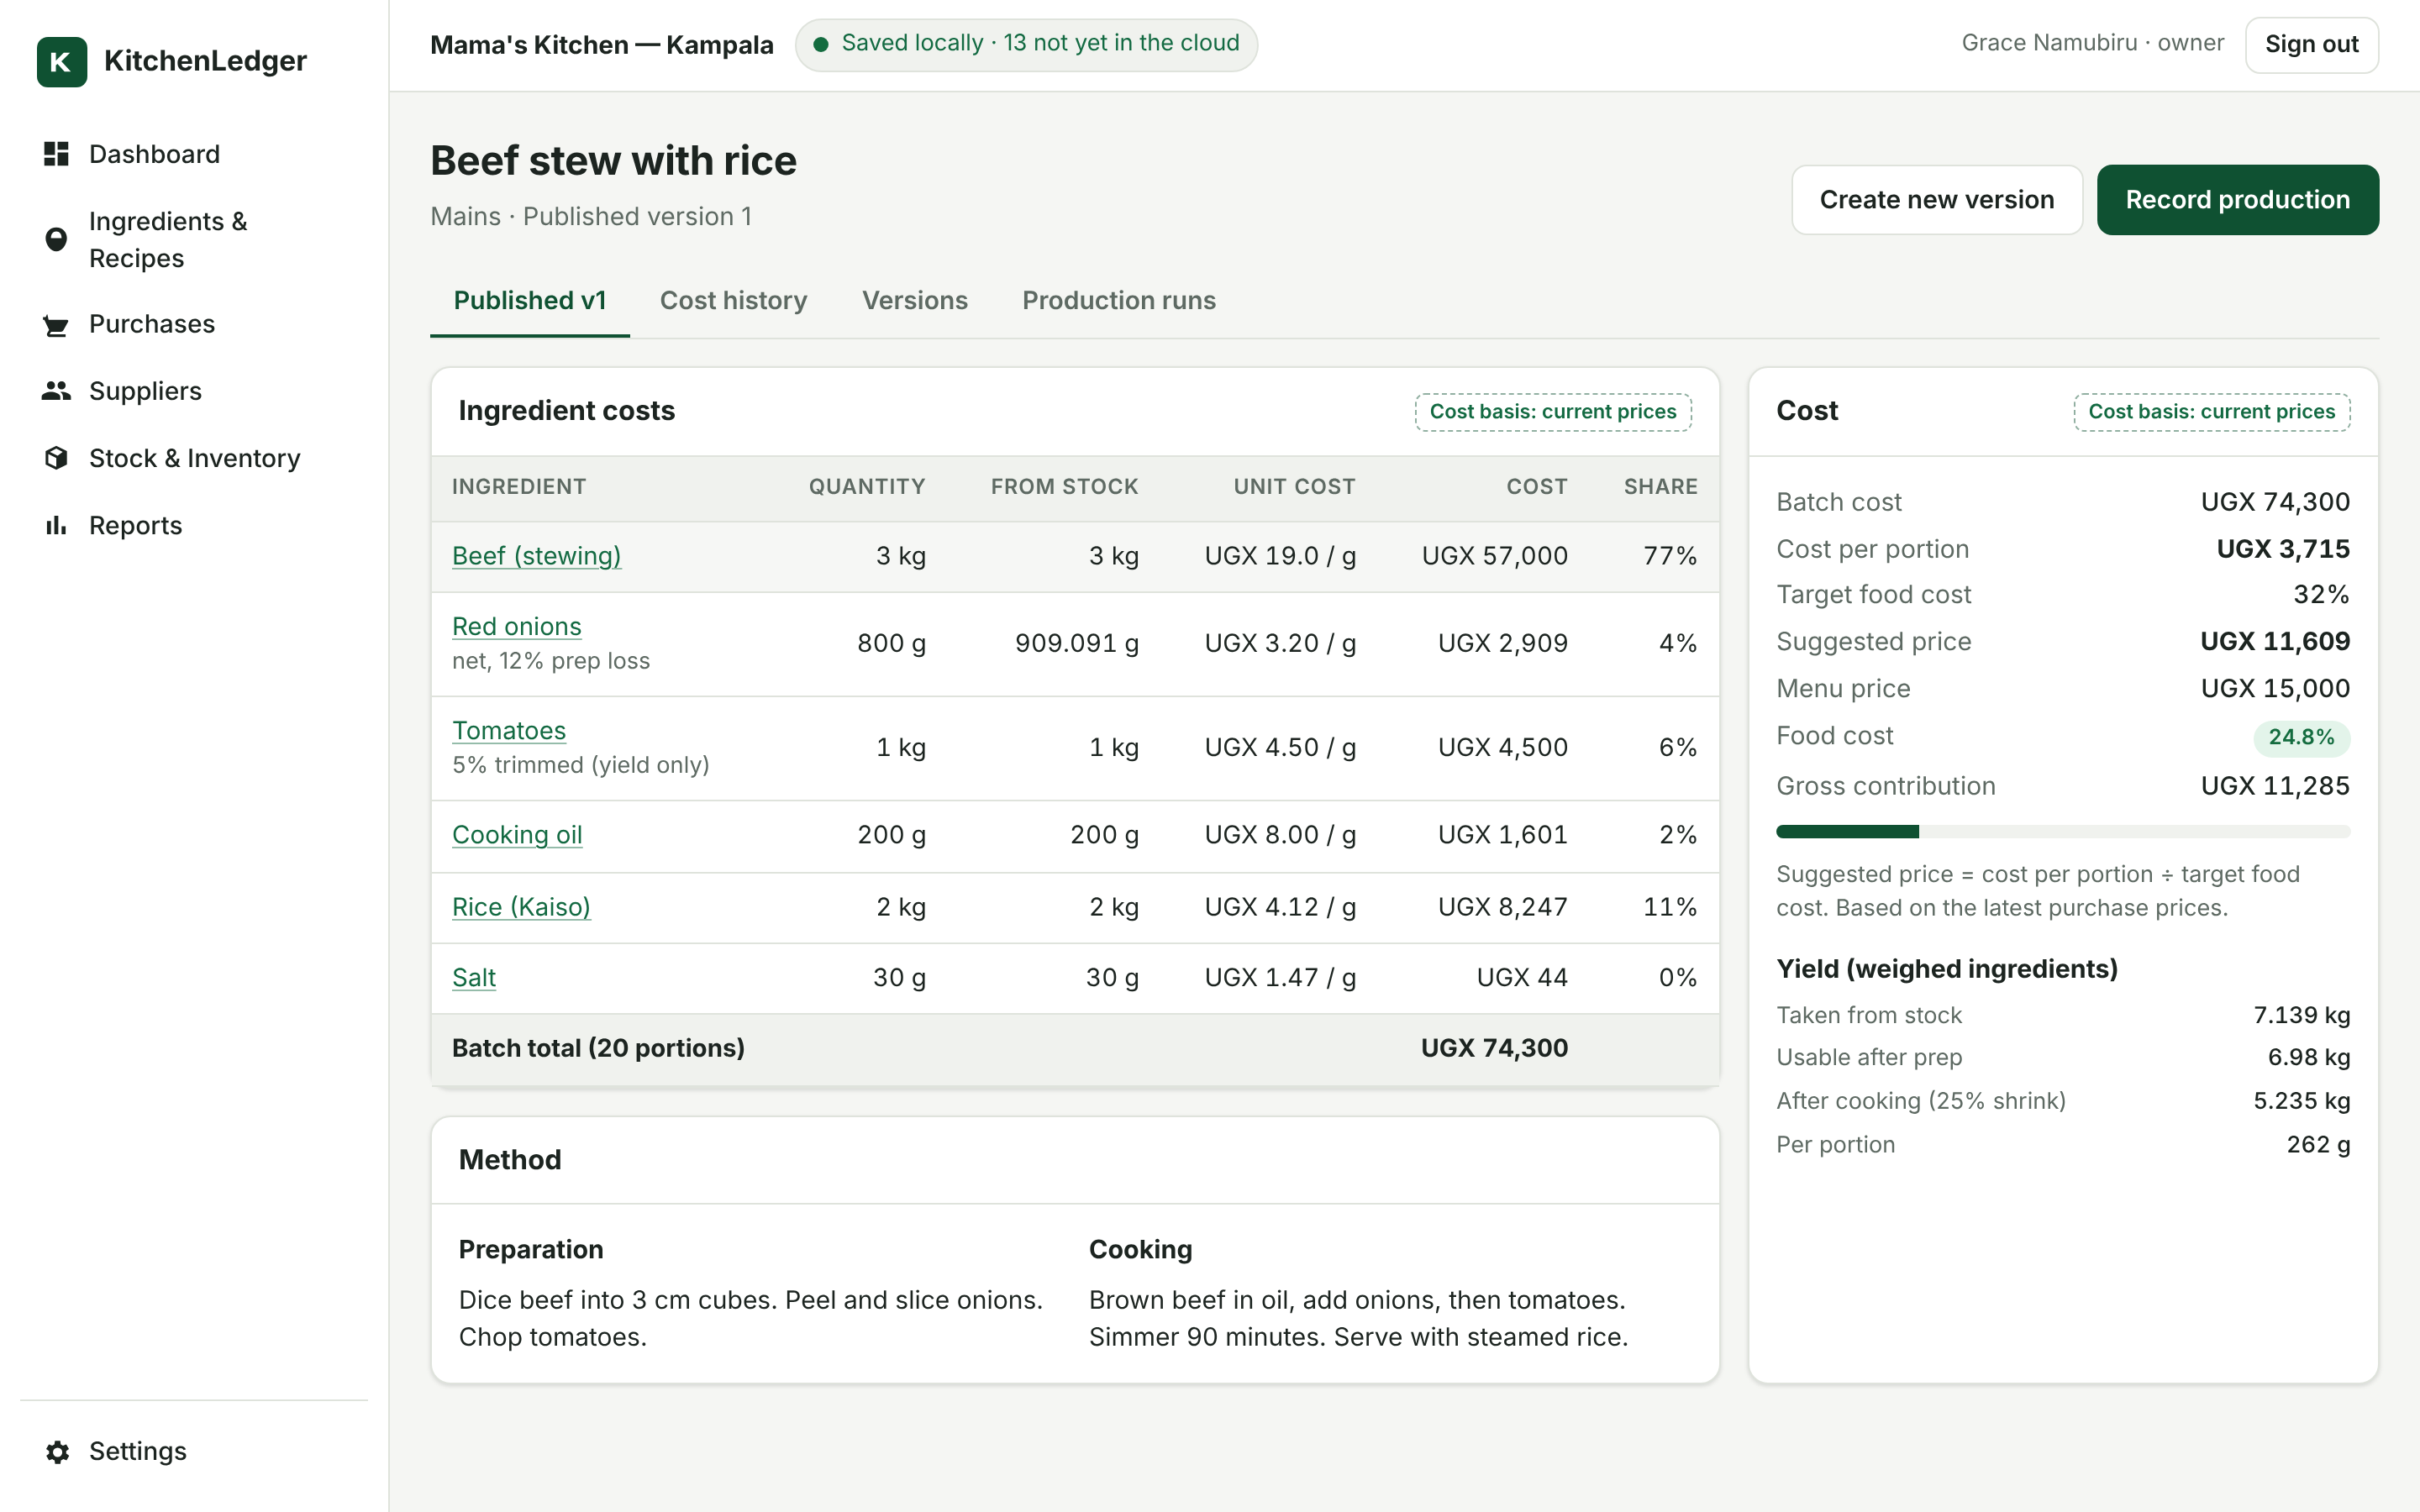 K KitchenLedger
Dashboard
Ingredients &
Recipes
Purchases
Suppliers
Stock & Inventory
Reports
Settings
Mama's Kitchen — Kampala
Saved locally · 13 not yet in the cloud
Grace Namubiru · owner
Sign out
Beef stew with rice
Mains · Published version 1
Create new version
Record production
Published v1 Cost history Versions Production runs
Ingredient costs Cost basis: current prices
INGREDIENT QUANTITY FROM STOCK UNIT COST COST SHARE
Beef (stewing) 3 kg 3 kg UGX 19.0 / g UGX 57,000 77%
Red onions 800 g 909.091 g UGX 3.20 / g UGX 2,909 4%
net, 12% prep loss
Tomatoes 1 kg 1 kg UGX 4.50 / g UGX 4,500 6%
5% trimmed (yield only)
Cooking oil 200 g 200 g UGX 8.00 / g UGX 1,601 2%
Rice (Kaiso) 2 kg 2 kg UGX 4.12 / g UGX 8,247 11%
Salt 30 g 30 g UGX 1.47 / g UGX 44 0%
Batch total (20 portions) UGX 74,300
Method
Preparation
Dice beef into 3 cm cubes. Peel and slice onions.
Chop tomatoes.
Cooking
Brown beef in oil, add onions, then tomatoes.
Simmer 90 minutes. Serve with steamed rice.
Cost Cost basis: current prices
Batch cost UGX 74,300
Cost per portion UGX 3,715
Target food cost 32%
Suggested price UGX 11,609
Menu price UGX 15,000
Food cost 24.8%
Gross contribution UGX 11,285
Suggested price = cost per portion ÷ target food
cost. Based on the latest purchase prices.
Yield (weighed ingredients)
Taken from stock 7.139 kg
Usable after prep 6.98 kg
After cooking (25% shrink) 5.235 kg
Per portion 262 g